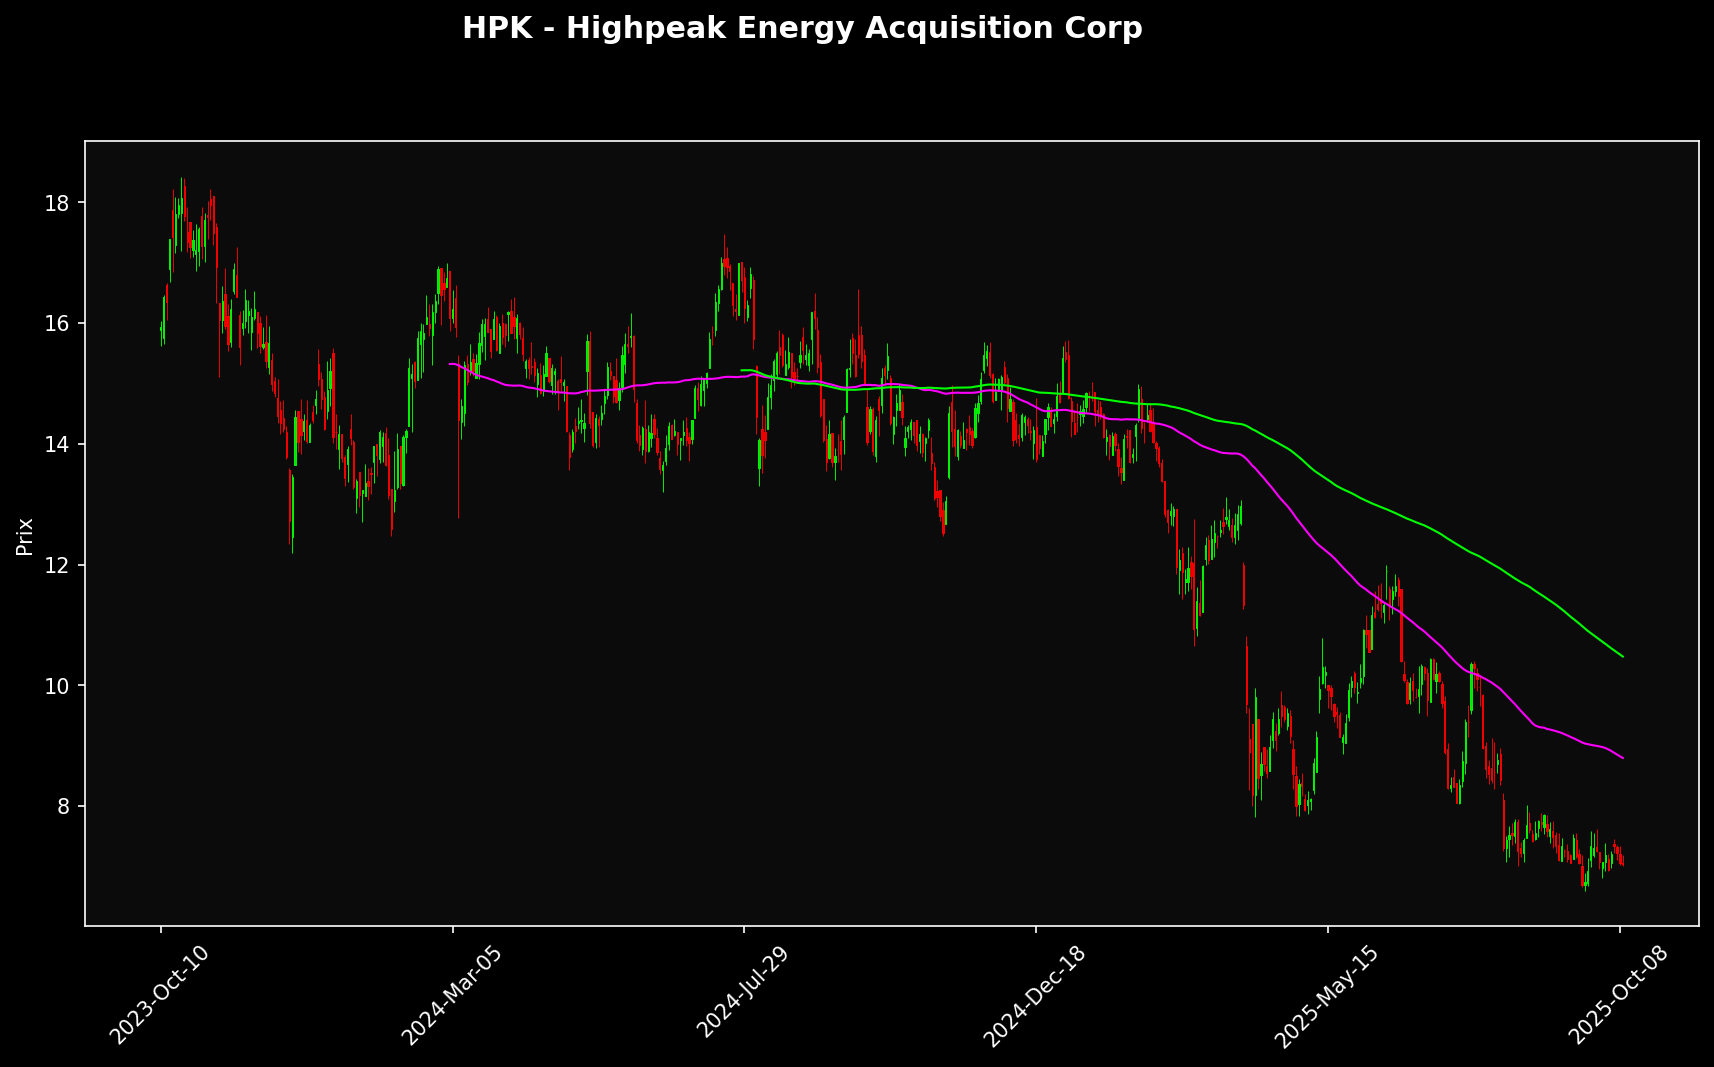 HPK - Highpeak Energy Acquisition Corp
Prix
18
16
14
12
10
8
2023-Oct-10
2024-Mar-05
2024-Jul-29
2024-Dec-18
2025-May-15
2025-Oct-08